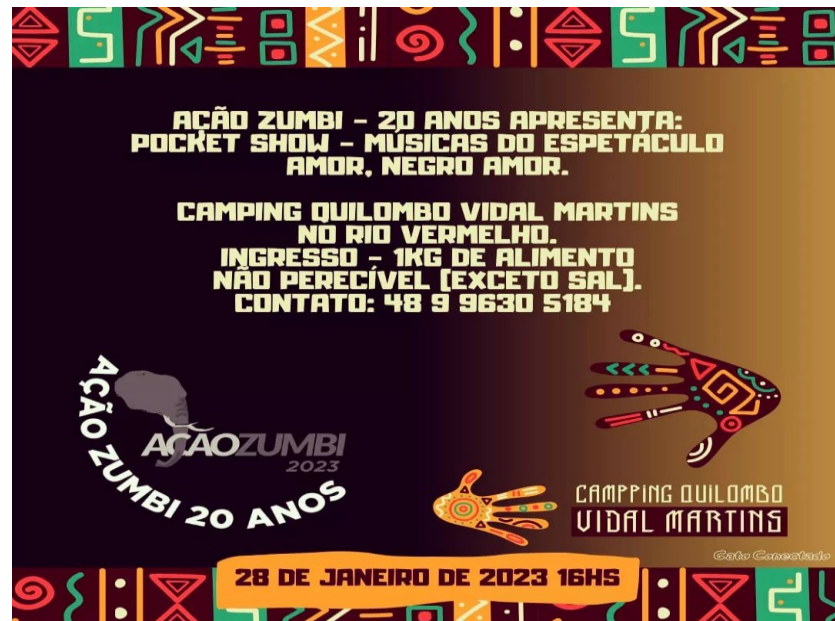 AÇÃO ZUMBI – 20 ANOS APRESENTA:
POCKET SHOW – MÚSICAS DO ESPETÁCULO
AMOR, NEGRO AMOR.
CAMPING QUILOMBO VIDAL MARTINS
NO RIO VERMELHO.
INGRESSO – 1KG DE ALIMENTO
NÃO PERECÍVEL [EXCETO SAL].
CONTATO: 48 9 9630 5184
AÇÃO ZUMBI 20 ANOS
AÇÃOZUMBI
2023
CAMPPING QUILOMBO
VIDAL MARTINS
Gato Conectado
28 DE JANEIRO DE 2023 16HS